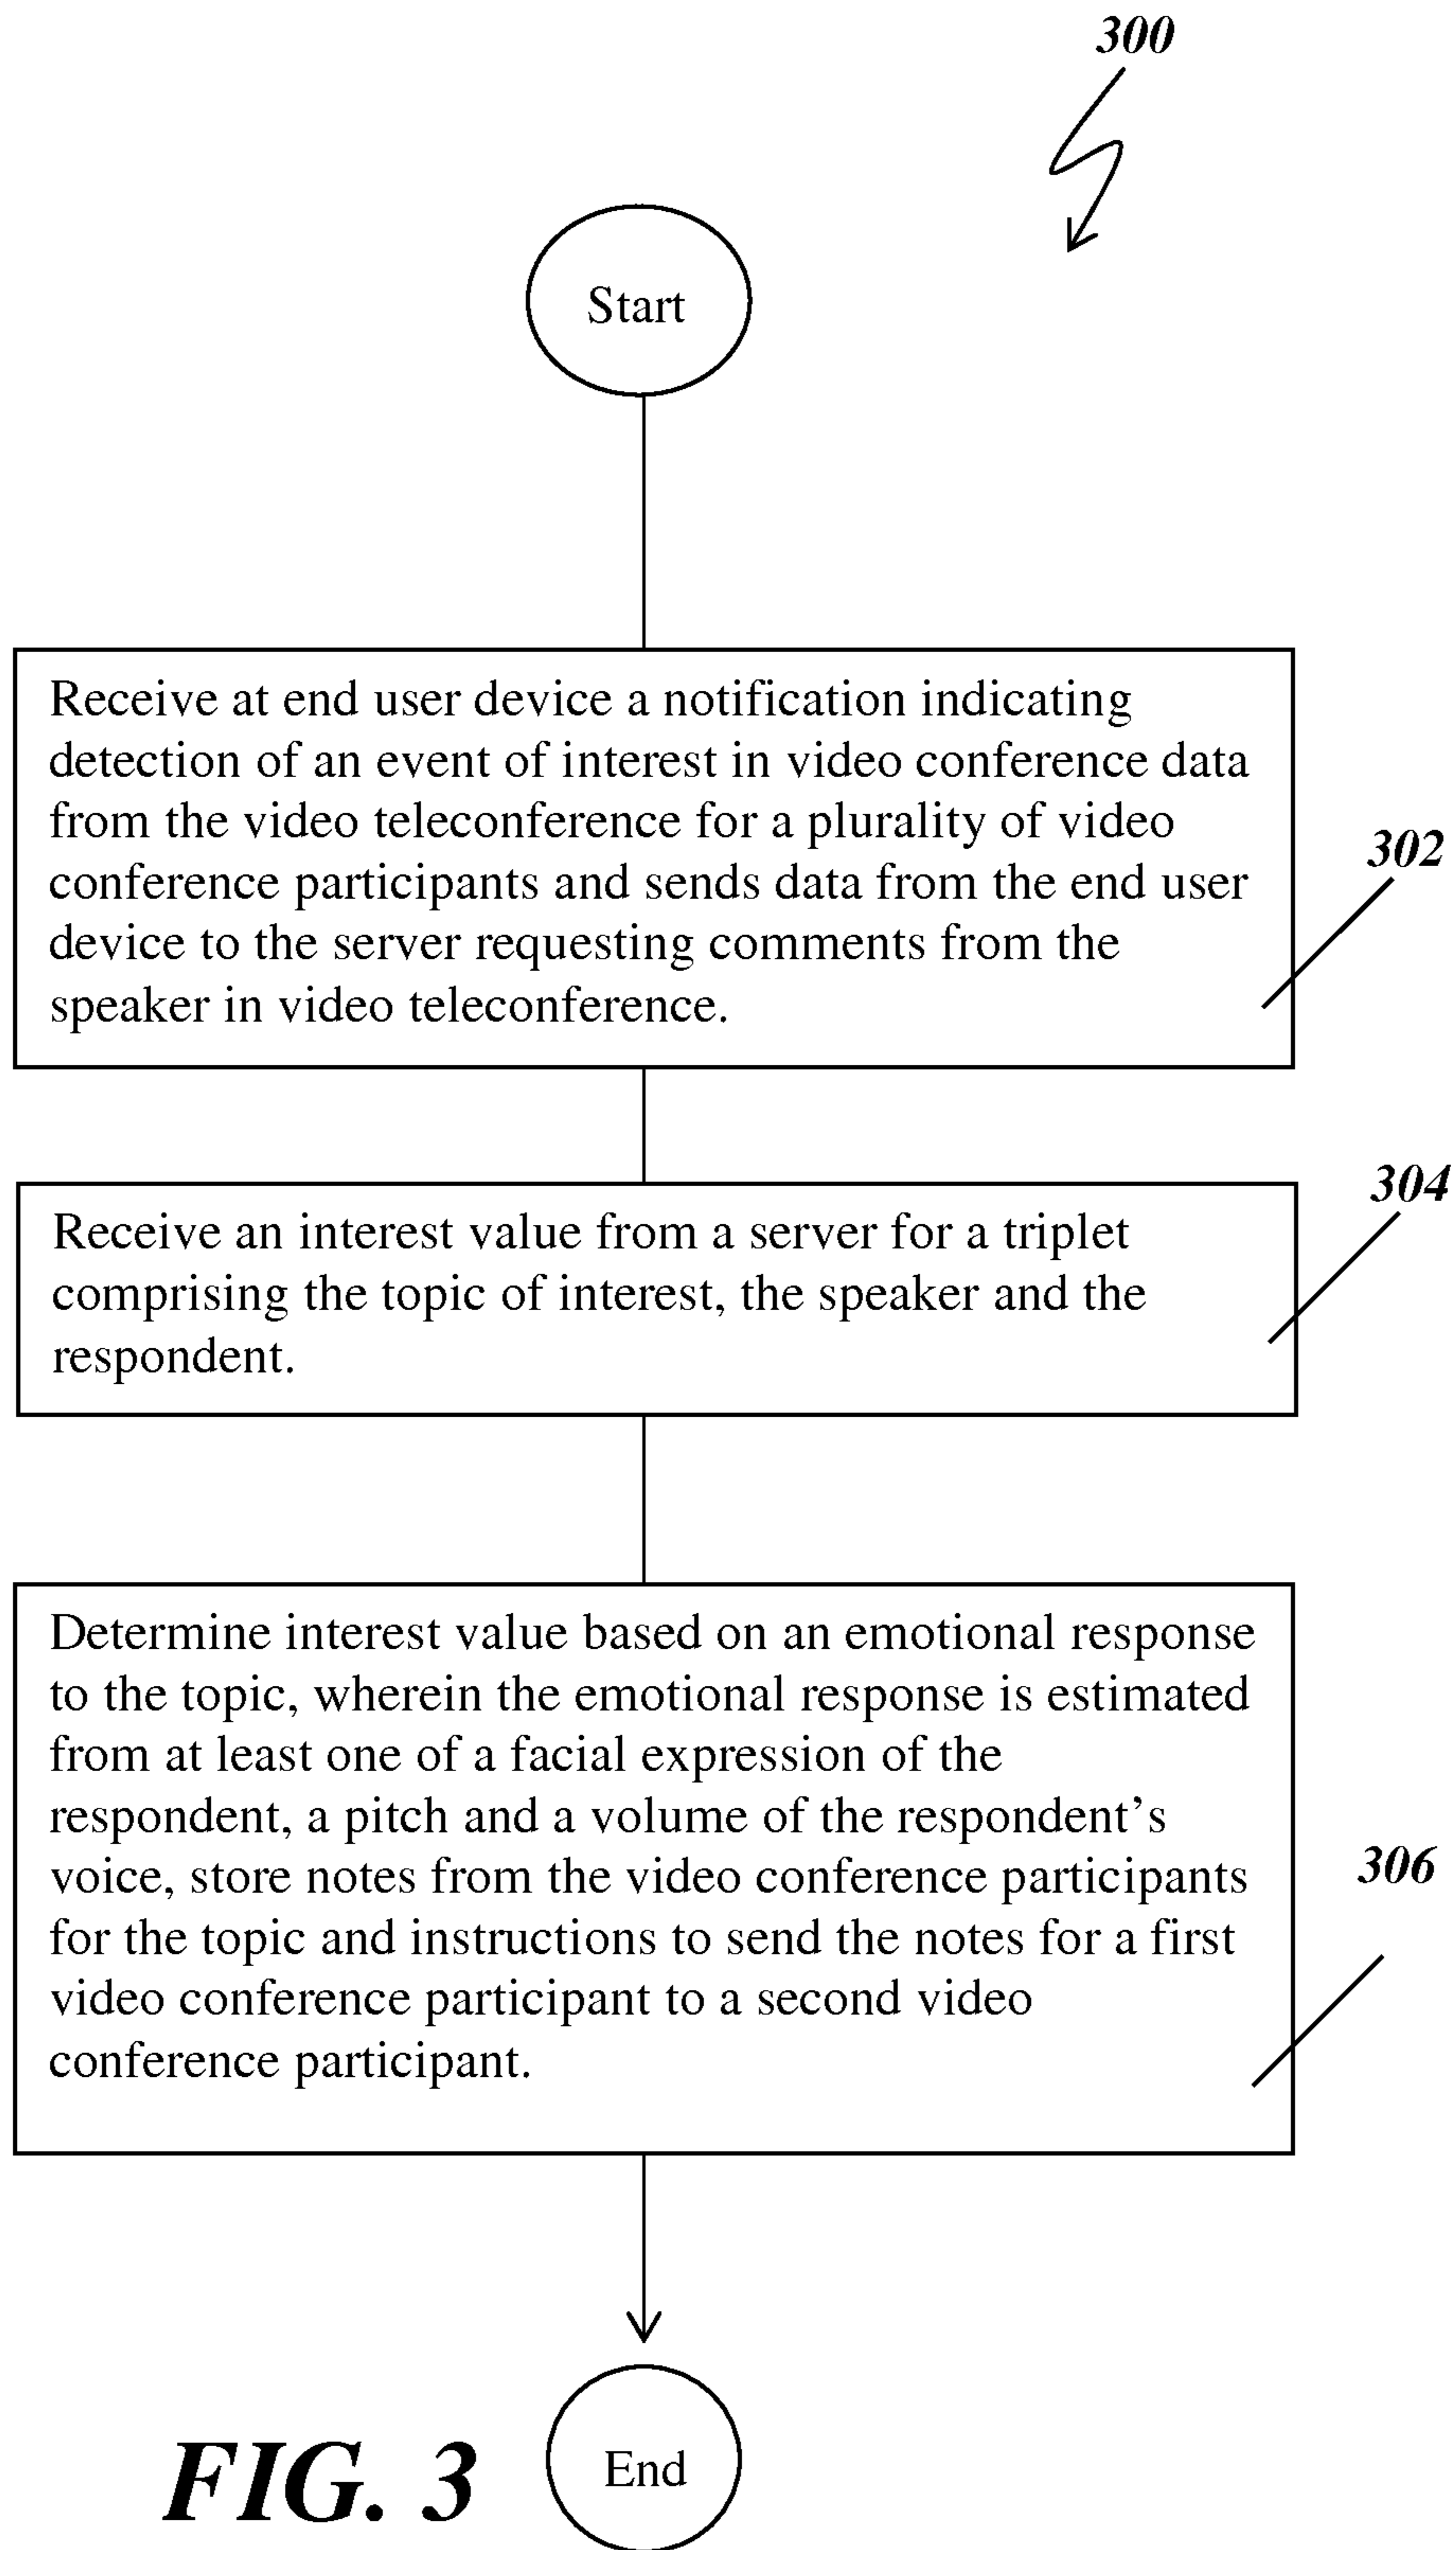 300
Start
Receive at end user device a notification indicating
detection of an event of interest in video conference data
from the video teleconference for a plurality of video
conference participants and sends data from the end user
device to the server requesting comments from the
speaker in video teleconference.
302
Receive an interest value from a server for a triplet
comprising the topic of interest, the speaker and the
respondent.
304
Determine interest value based on an emotional response
to the topic, wherein the emotional response is estimated
from at least one of a facial expression of the
respondent, a pitch and a volume of the respondent’s
voice, store notes from the video conference participants
for the topic and instructions to send the notes for a first
video conference participant to a second video
conference participant.
306
End
FIG. 3